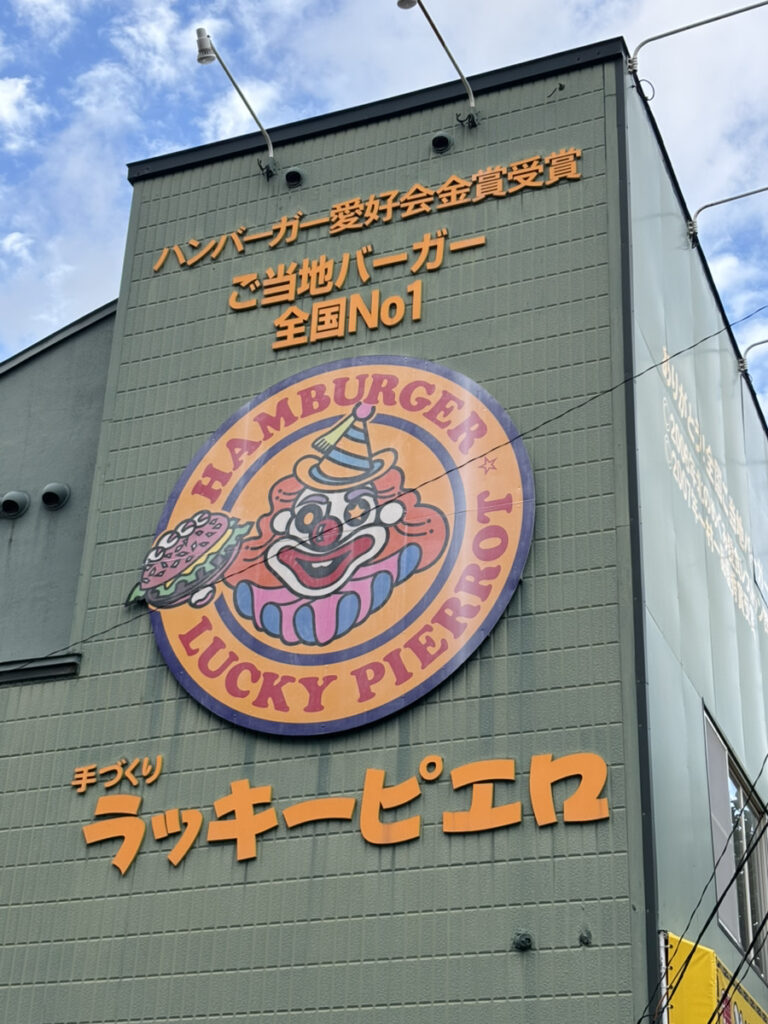 ハンバーガー愛好会金賞受賞
ご当地バーガー
全国No1
HAMBURGER
LUCKY PIERROT
手づくり
ラッキーピエロ